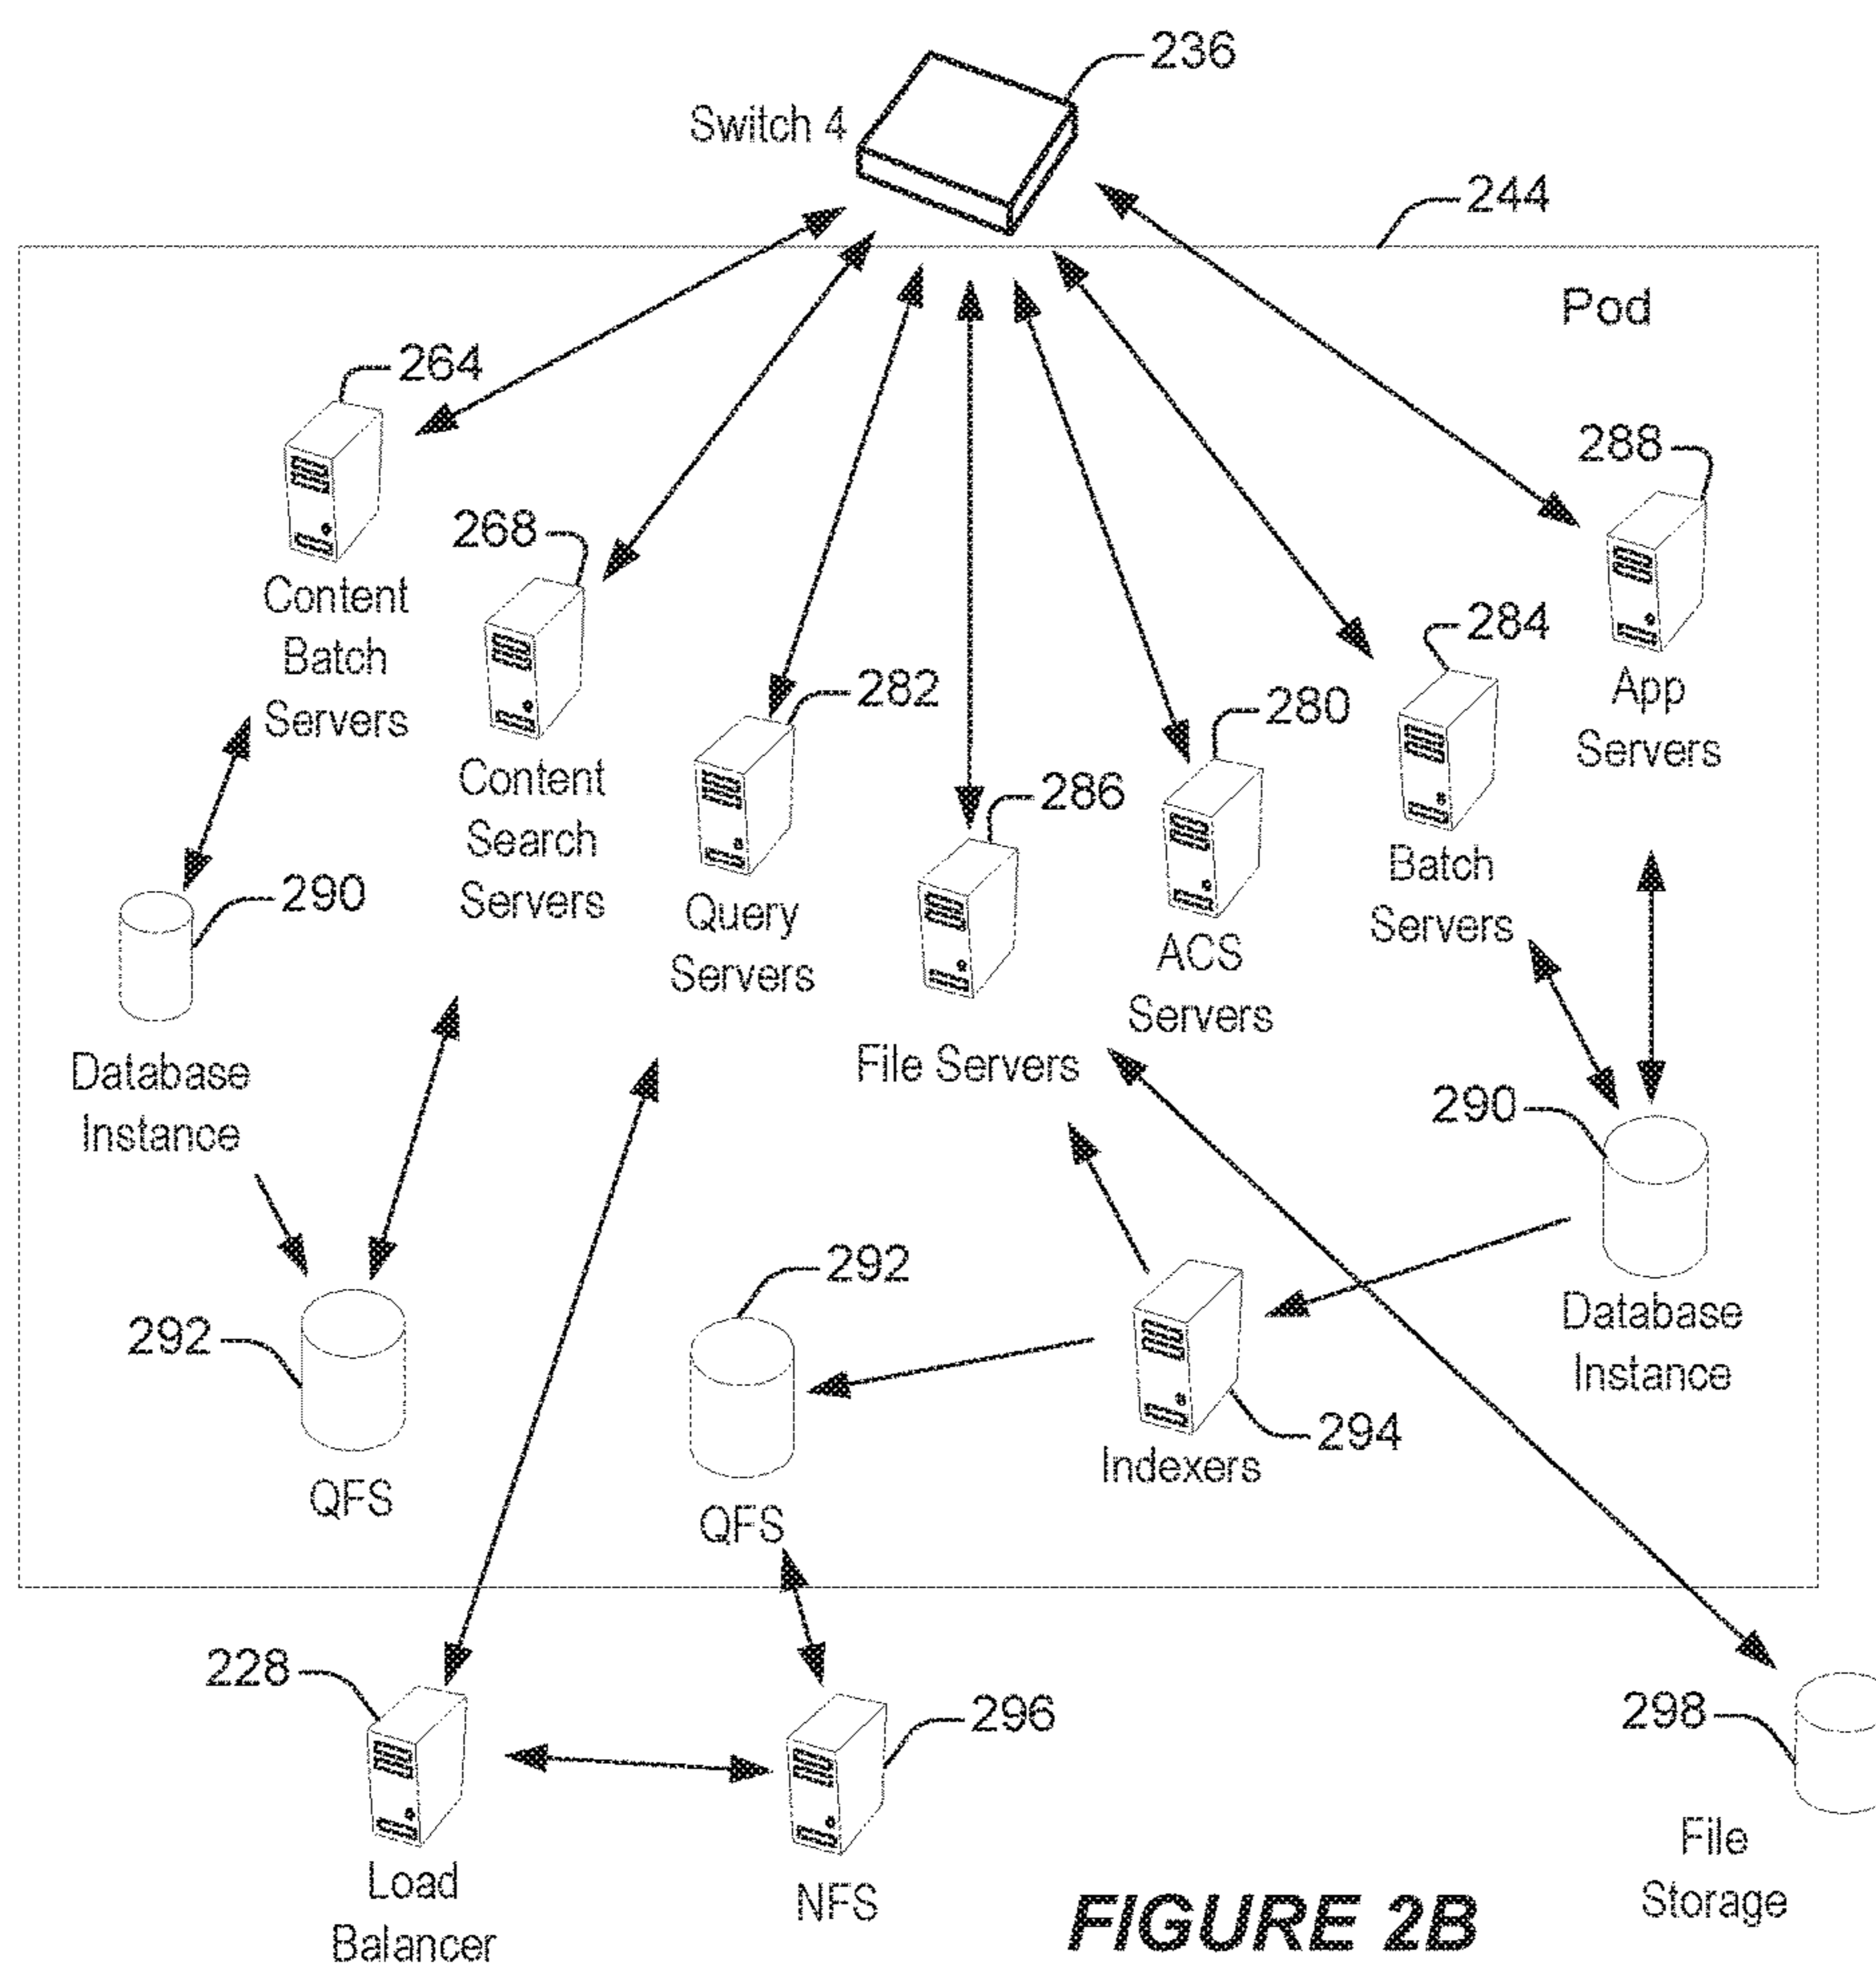 236
Switch 4
244
Pod
264
Content
Batch
Servers
268
Content
Search
Servers
282
Query
Servers
286
File Servers
280
ACS
Servers
284
Batch
Servers
288
App
Servers
290
Database
Instance
290
Database
Instance
292
QFS
292
QFS
294
Indexers
228
Load
Balancer
296
NFS
298
File
Storage
FIGURE 2B